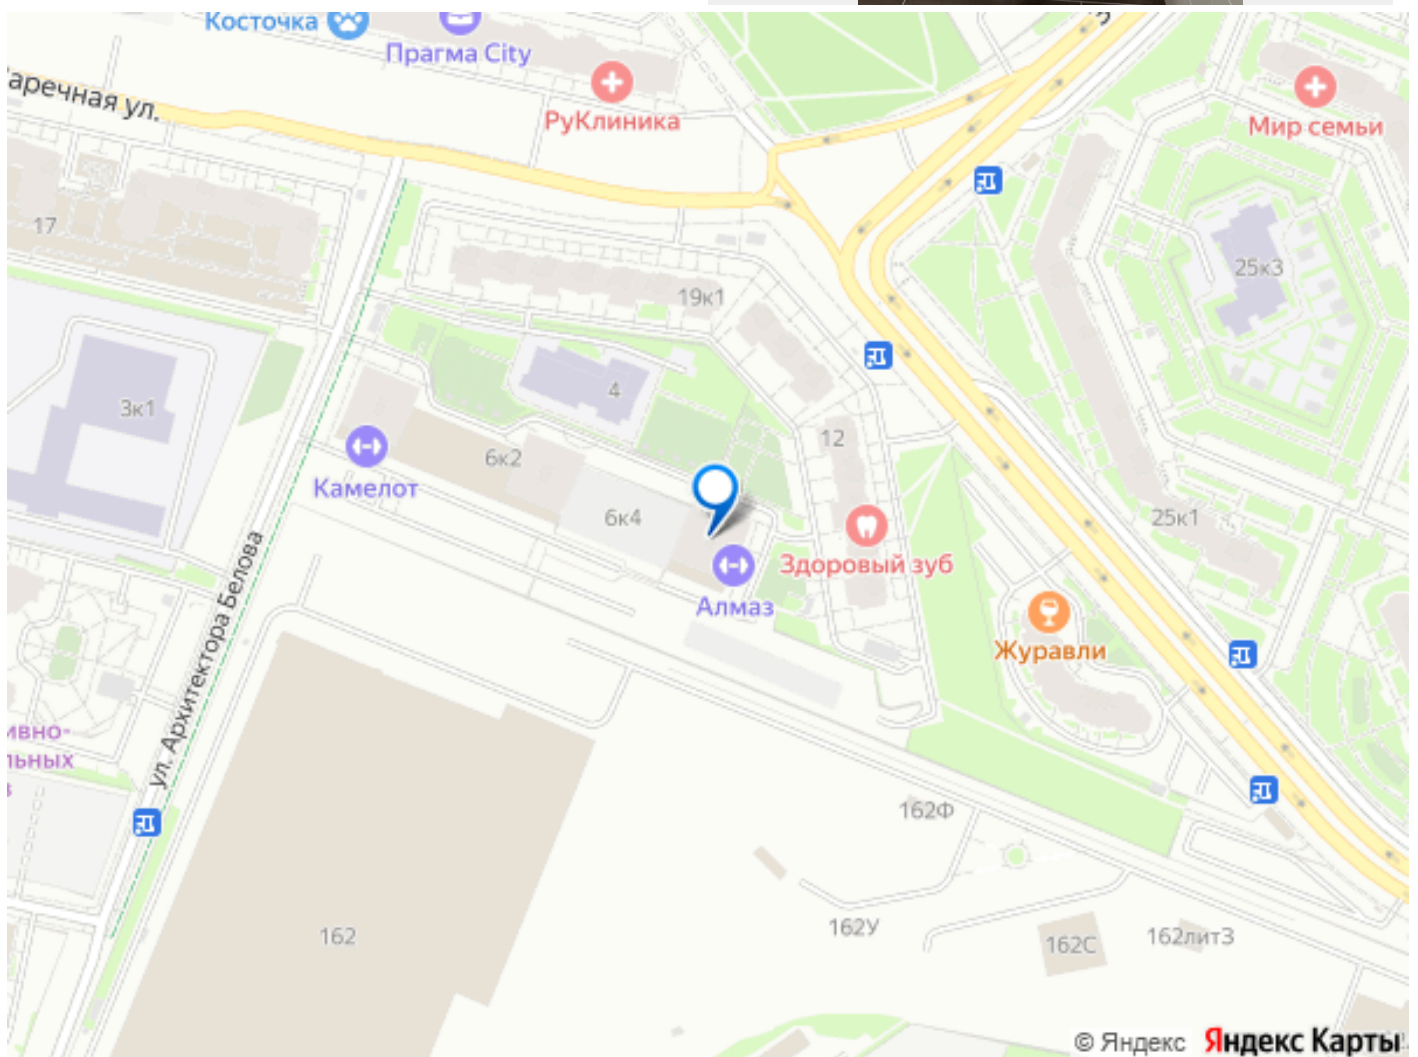 Косточка
Прагма City
аречная ул.
РуКлиника
Мир семьи
17
25к3
19к1
4
3к1
12
6к2
Камелот
6к4
25к1
Здоровый зуб
Алмаз
ул. Архитектора Белова
Журавли
ивно-
льных
в
162Ф
162У
162
162С
162литЗ
© Яндекс Яндекс Карты